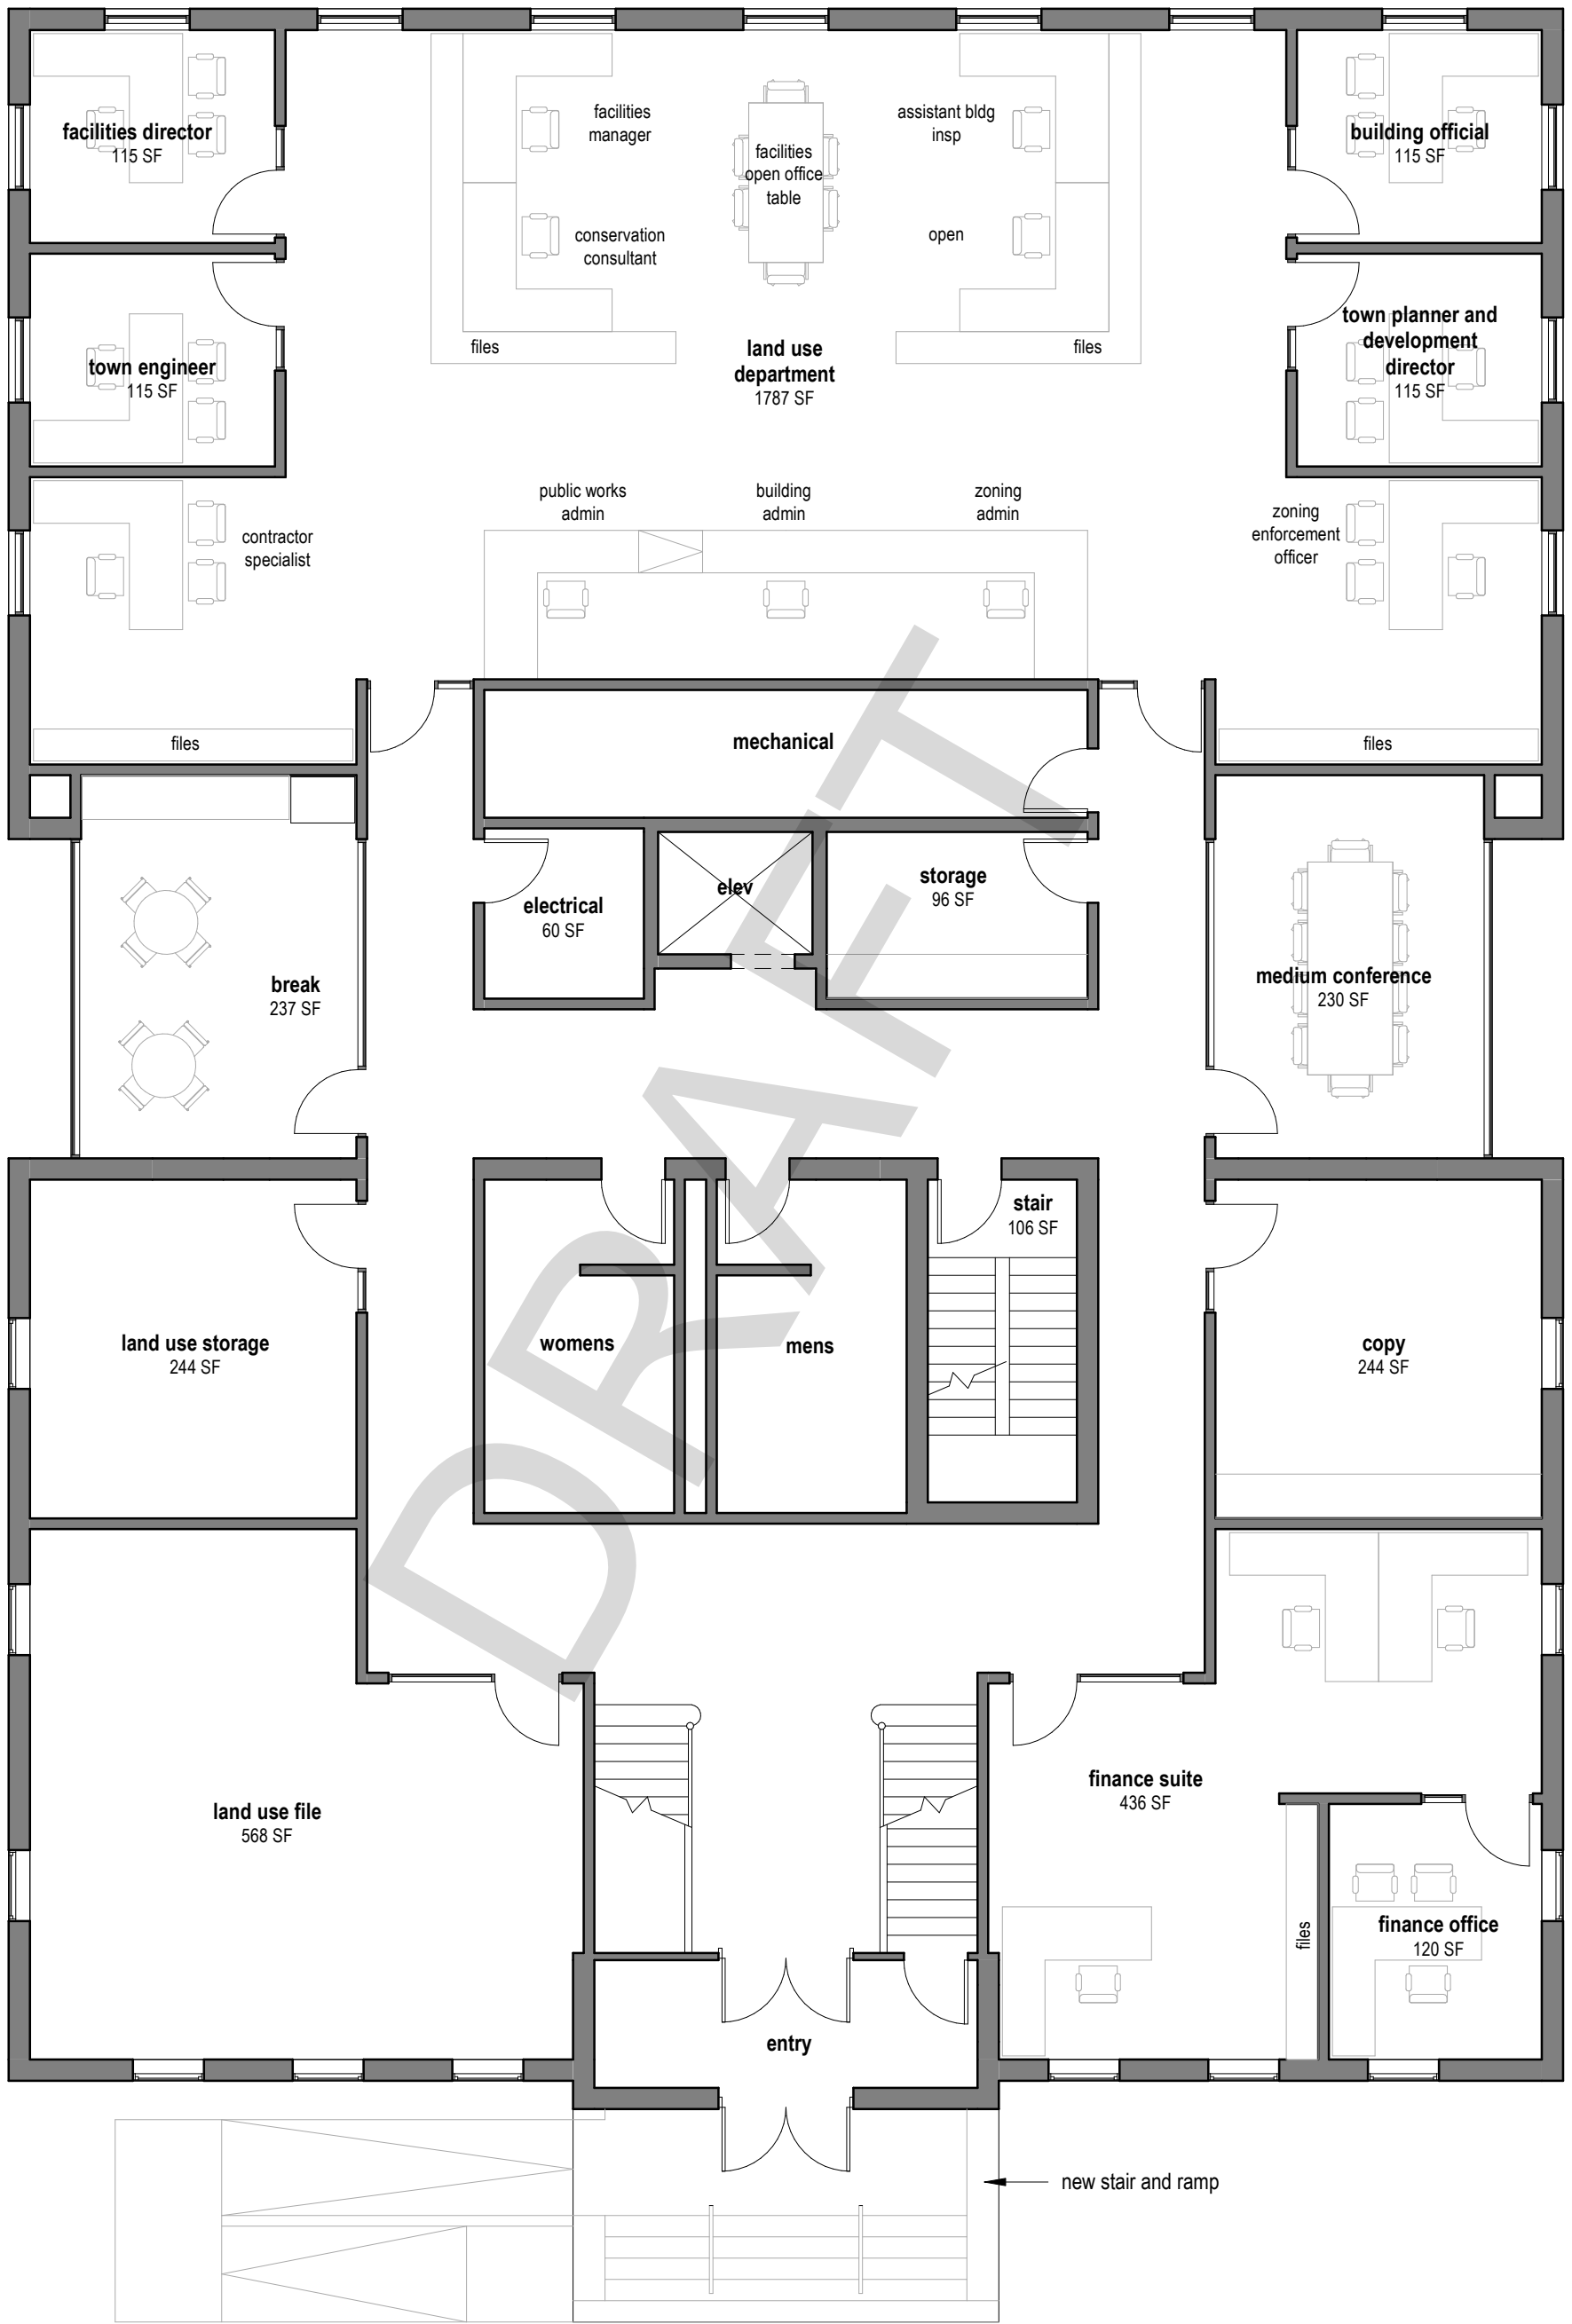 facilities director
115 SF
facilities
manager
facilities
open office
table
assistant bldg
insp
building official
115 SF
conservation
consultant
open
town engineer
115 SF
files
land use
department
1787 SF
files
town planner and
development
director
115 SF
contractor
specialist
public works
admin
building
admin
zoning
admin
zoning
enforcement
officer
files
mechanical
files
electrical
60 SF
elev
storage
96 SF
break
237 SF
medium conference
230 SF
DRAFT
stair
106 SF
land use storage
244 SF
womens
mens
copy
244 SF
land use file
568 SF
finance suite
436 SF
files
finance office
120 SF
entry
new stair and ramp